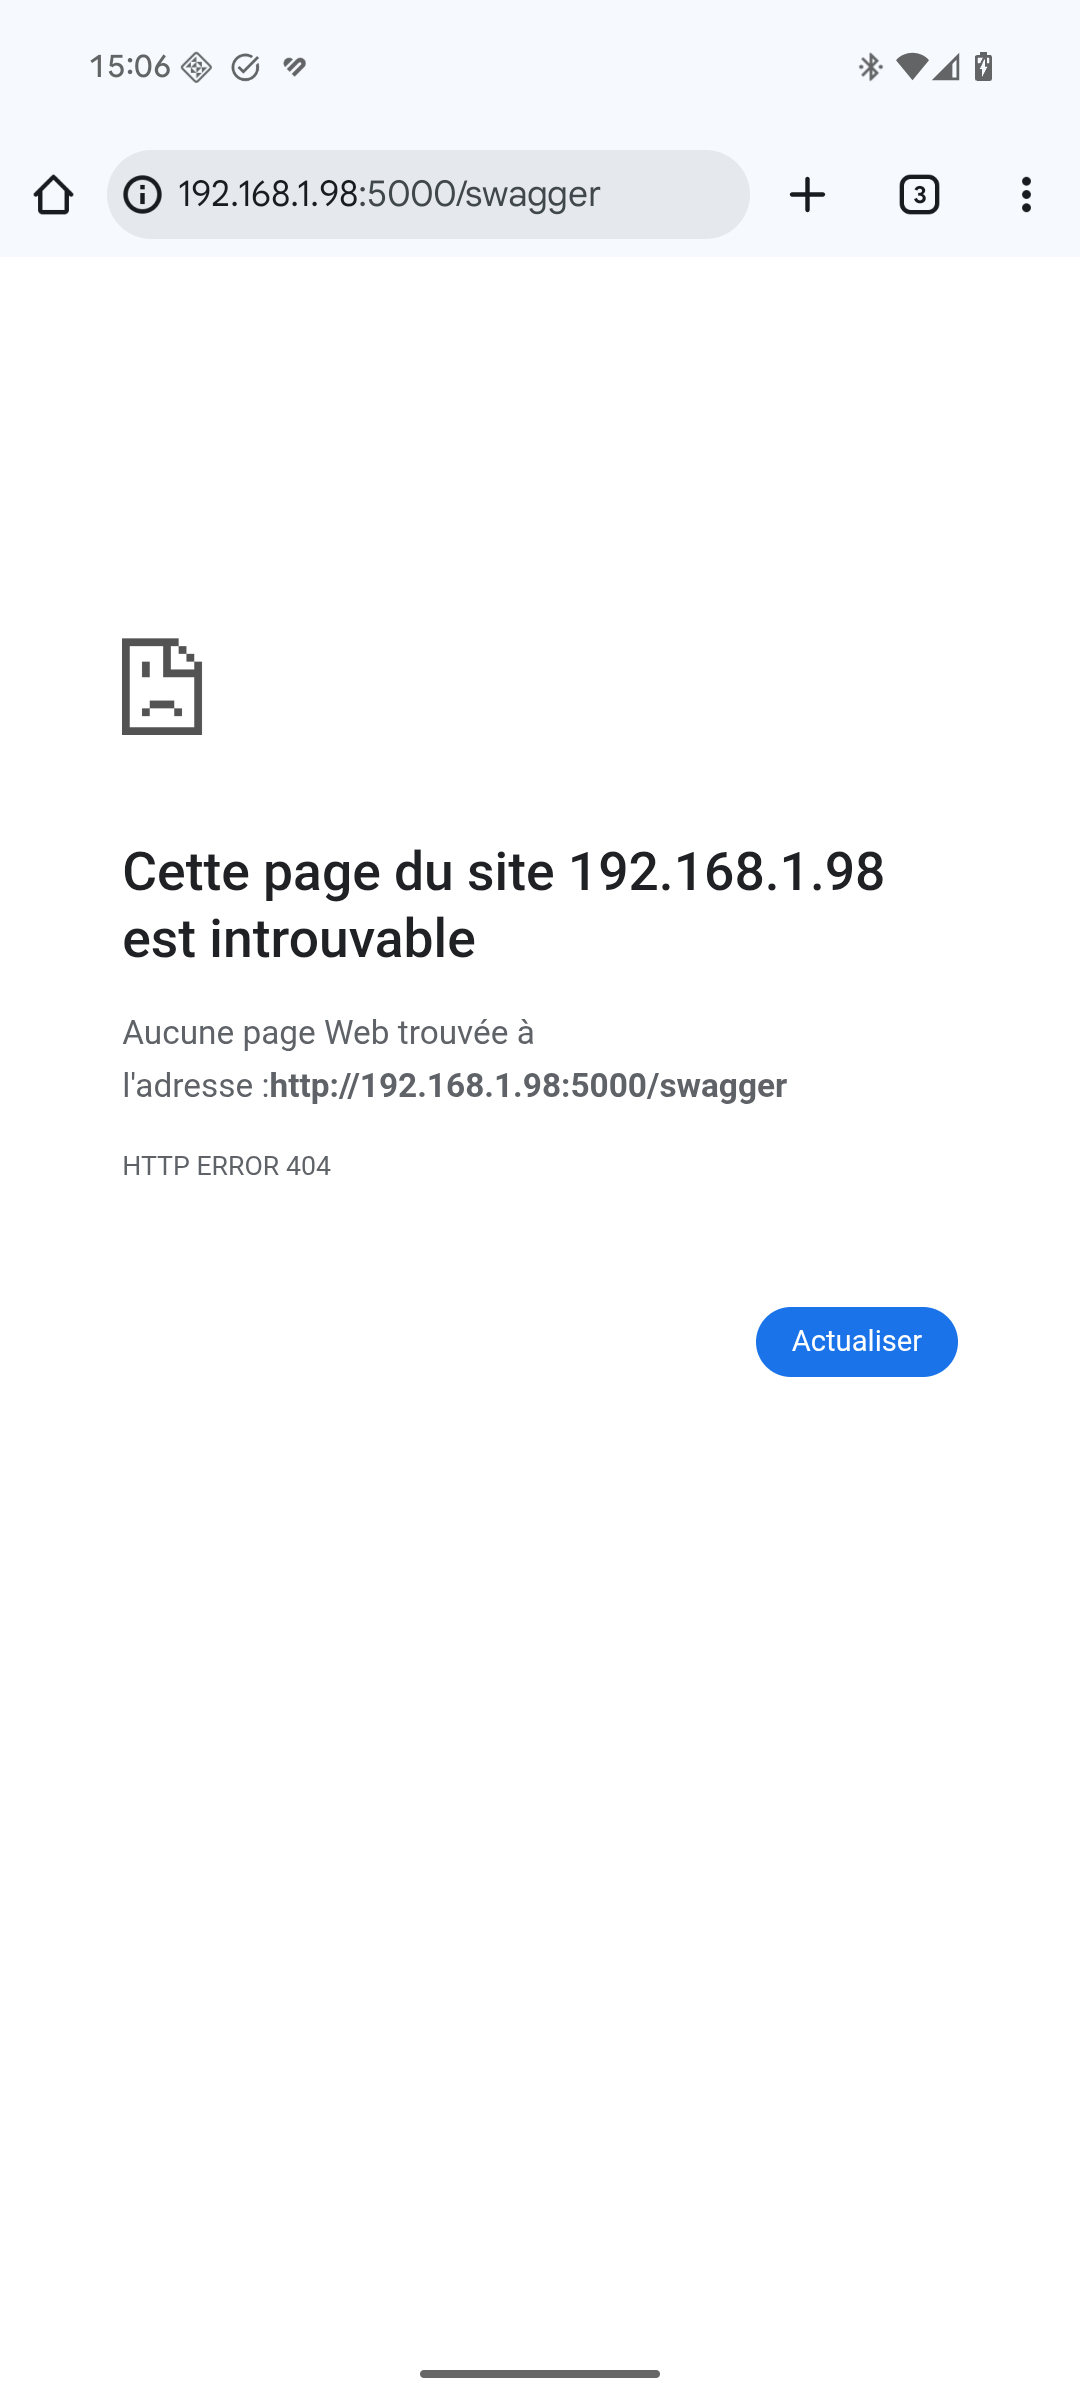 15:06
192.168.1.98:5000/swagger
3
Cette page du site 192.168.1.98
est introuvable
Aucune page Web trouvée à
l'adresse :http://192.168.1.98:5000/swagger
HTTP ERROR 404
Actualiser